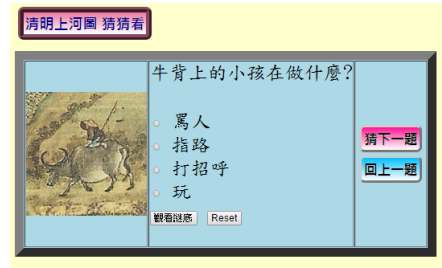 清明上河圖 猜猜看
牛背上的小孩在做什麼?
罵人
指路
打招呼
玩
觀看謎底 Reset
猜下一題
回上一題